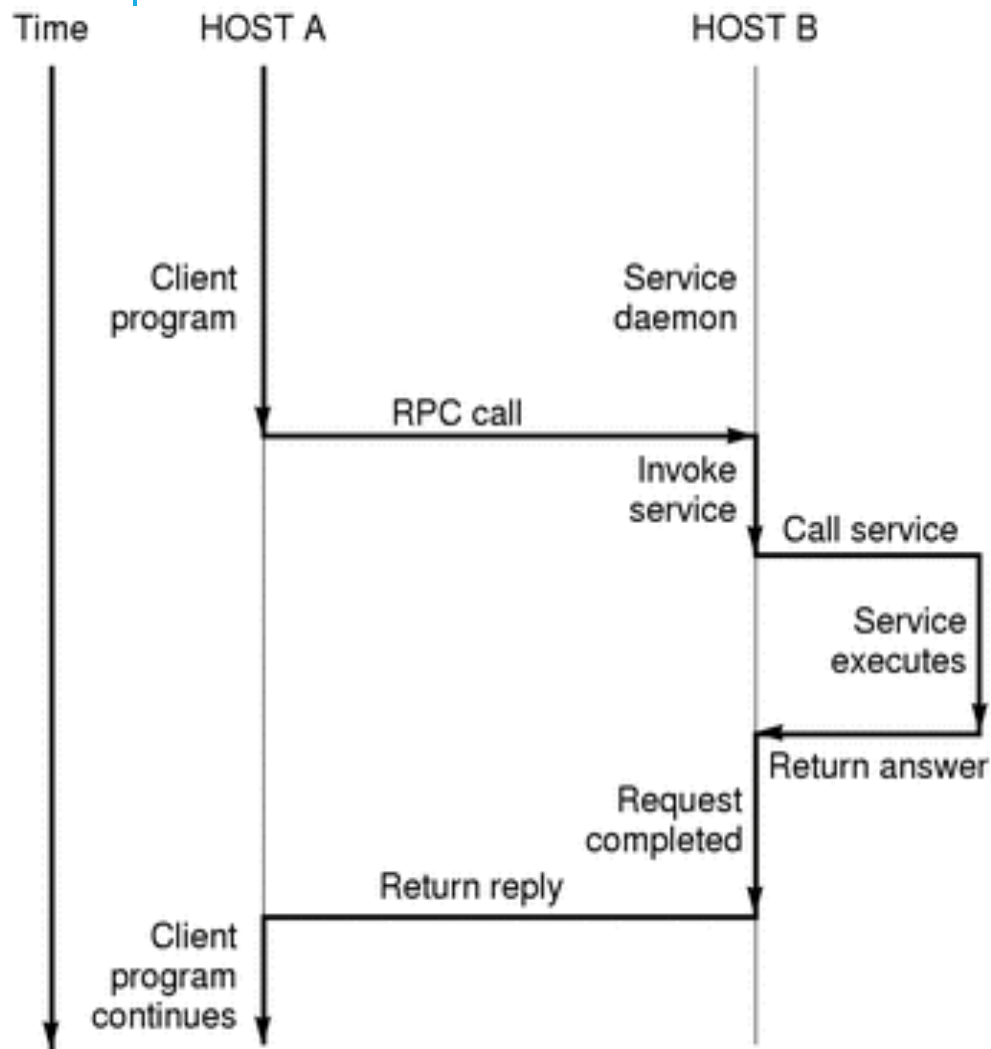 Time
HOST A
HOST B
Client
program
Service
daemon
RPC call
Invoke
service
Call service
Service
executes
Return answer
Request
completed
Return reply
Client
program
continues